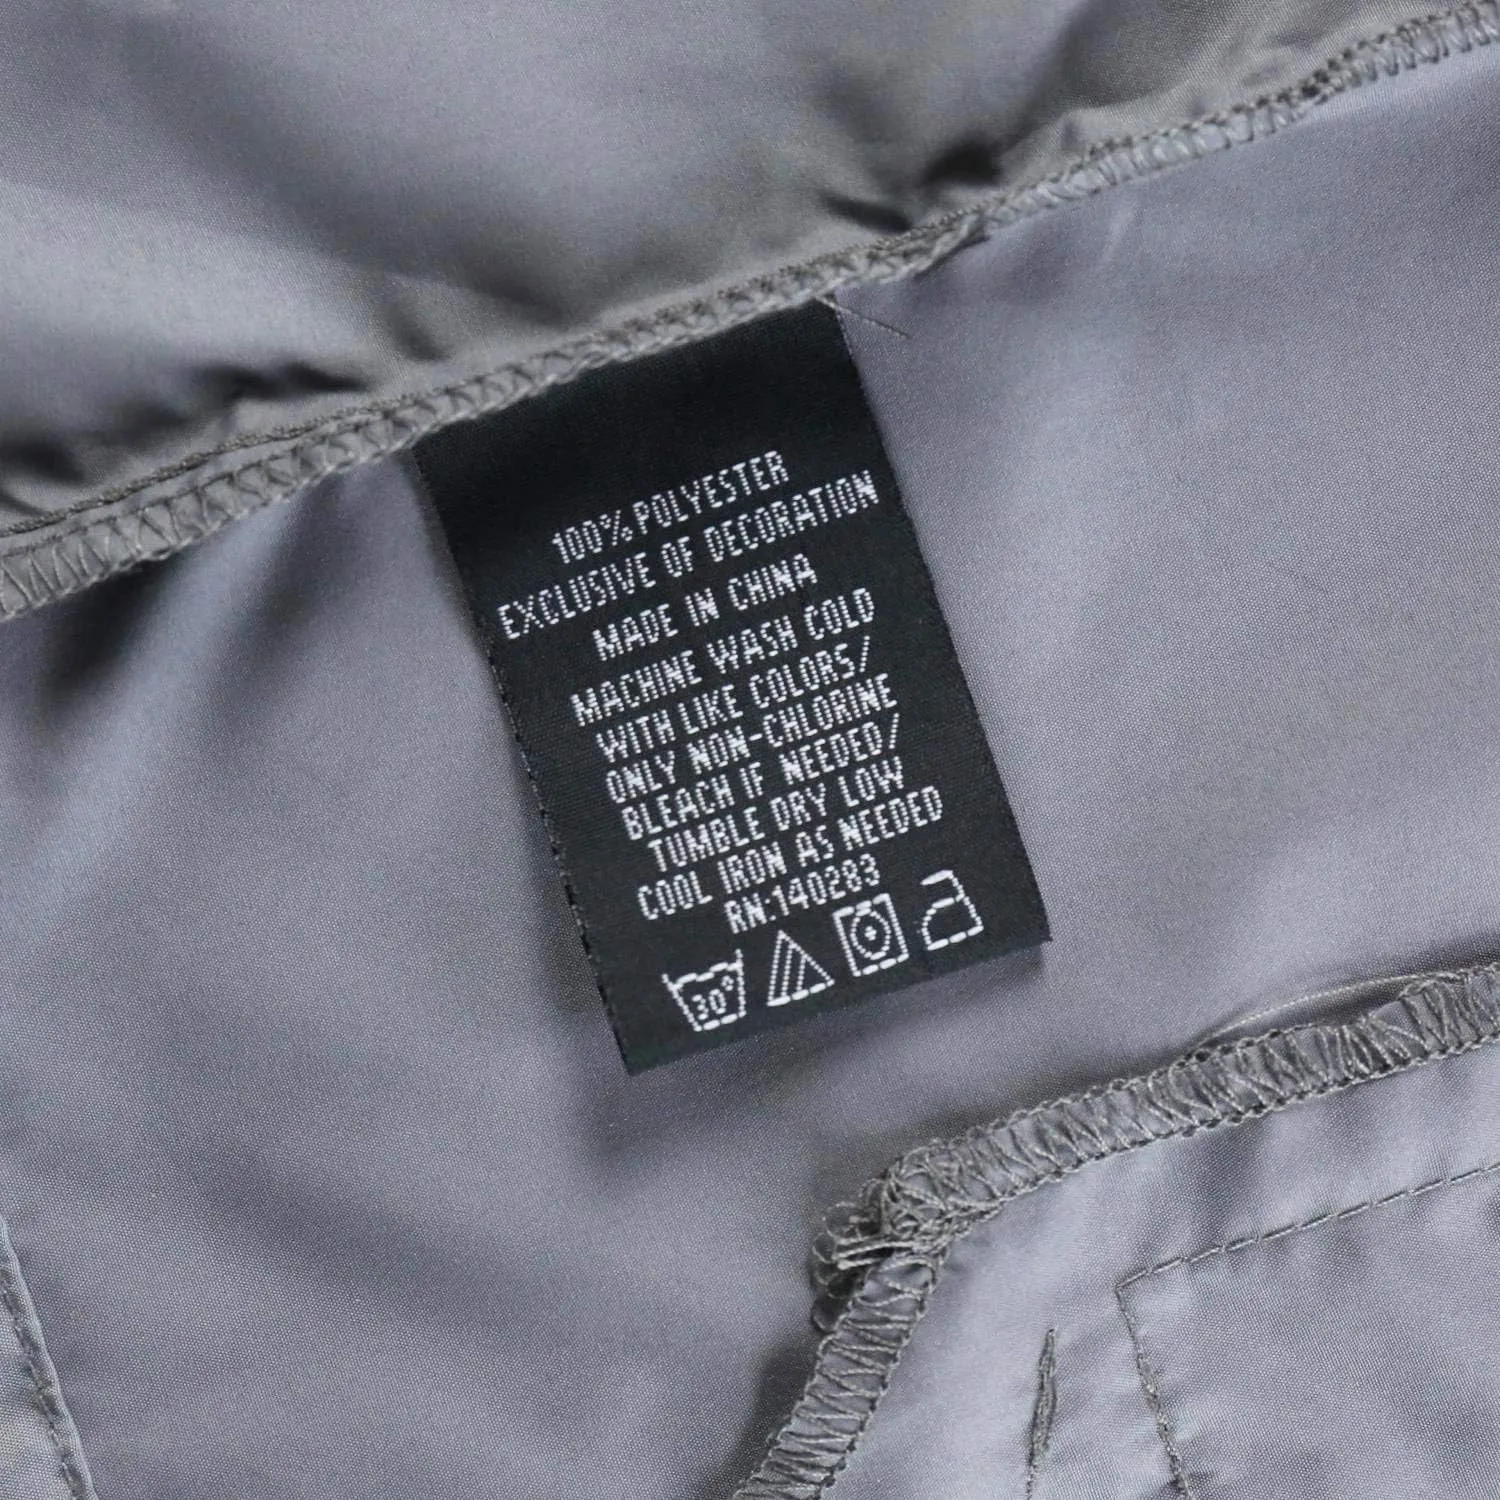 100% POLYESTER
EXCLUSIVE OF DECORATION
MADE IN CHINA
MACHINE WASH COLD
WITH LIKE COLORS/
ONLY NON-CHLORINE
BLEACH IF NEEDED/
TUMBLE DRY LOW
COOL IRON AS NEEDED
RN:140283
30°